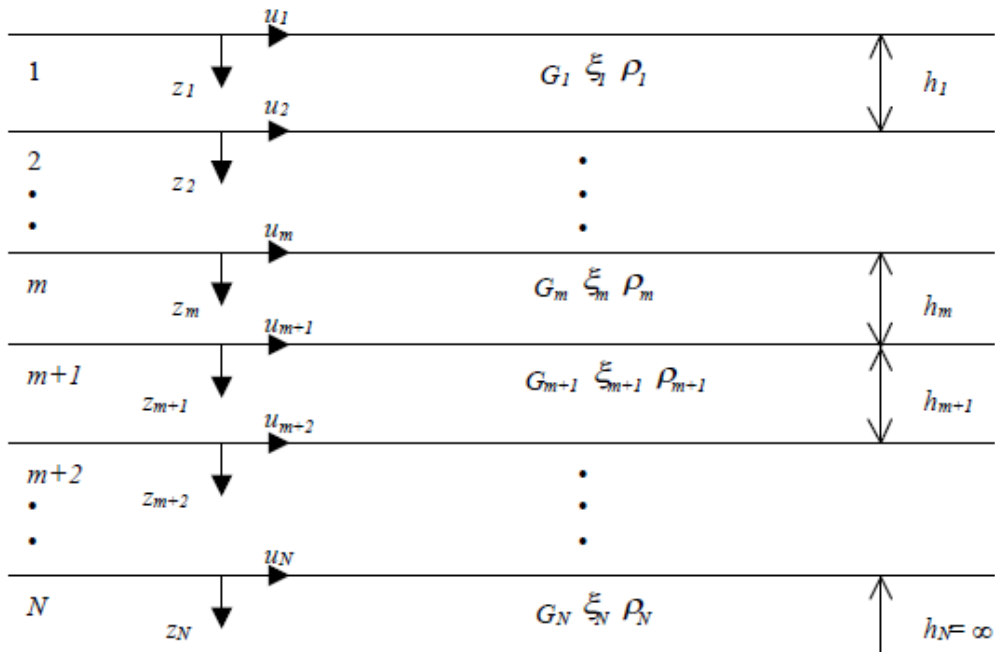 u1
1
z1
G1 ξ1 ρ1
h1
u2
2
z2
um
m
zm
Gm ξm ρm
hm
um+1
m+1
zm+1
Gm+1 ξm+1 ρm+1
hm+1
um+2
m+2
zm+2
uN
N
zN
GN ξN ρN
hN= ∞